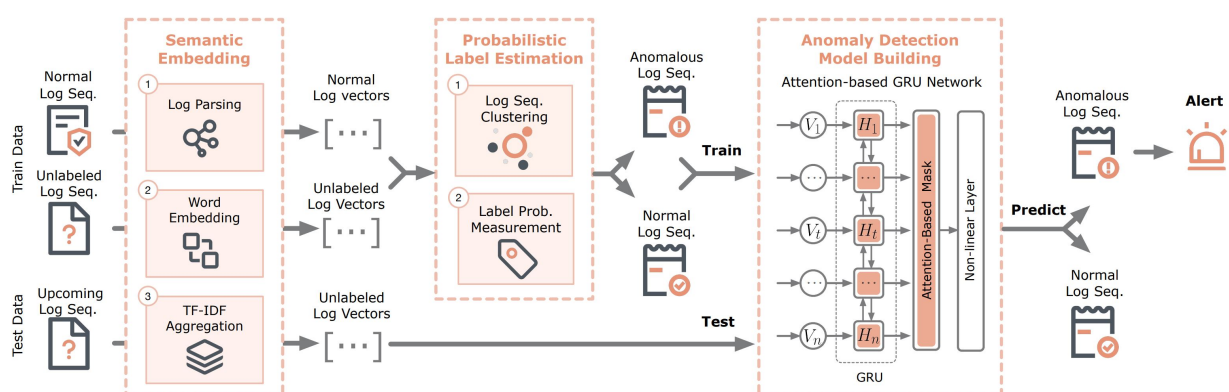 Train Data
Test Data
Normal
Log Seq.
Unlabeled
Log Seq.
Upcoming
Log Seq.
Semantic
Embedding
1
Log Parsing
2
Word
Embedding
3
TF-IDF
Aggregation
Normal
Log vectors
[...]
Unlabeled
Log Vectors
[...]
Unlabeled
Log Vectors
[...]
Probabilistic
Label Estimation
1
Log Seq.
Clustering
2
Label Prob.
Measurement
Anomalous
Log Seq.
Normal
Log Seq.
Train
Test
Anomaly Detection
Model Building
Attention-based GRU Network
V1
H1
...
...
Vt
Ht
...
...
Vn
Hn
GRU
Attention-Based Mask
Non-linear Layer
Predict
Anomalous
Log Seq.
Alert
Normal
Log Seq.